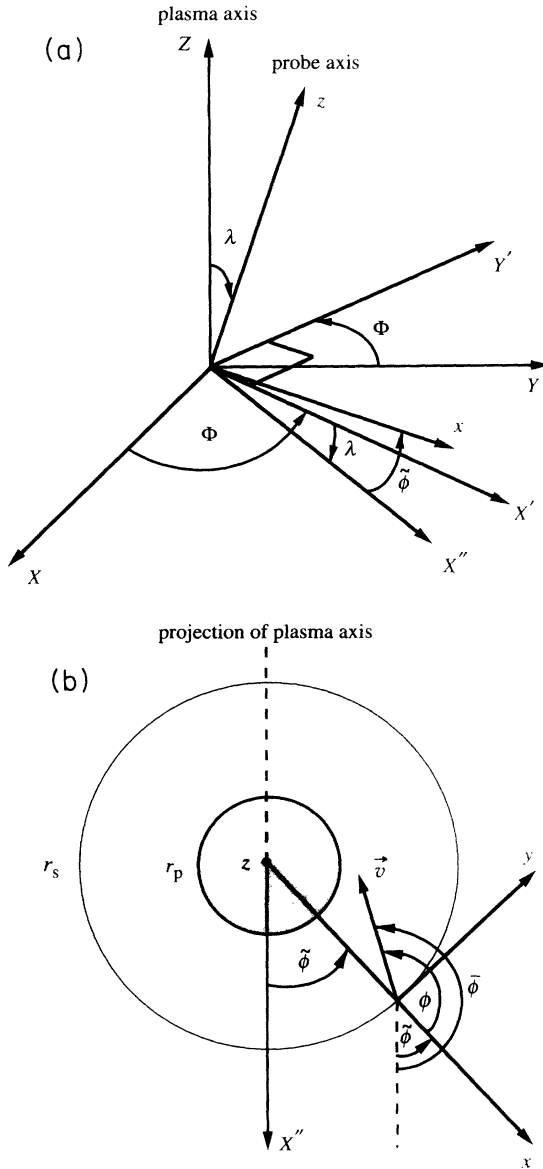 plasma axis
(a)
Z
probe axis
z
λ
Y′
Φ
Y
Φ
x
λ
ϕ̃
X′
X
X″
projection of plasma axis
(b)
y
r_s
r_p
z
v⃗
ϕ̃
ϕ
ϕ̄
ϕ̃
X″
x